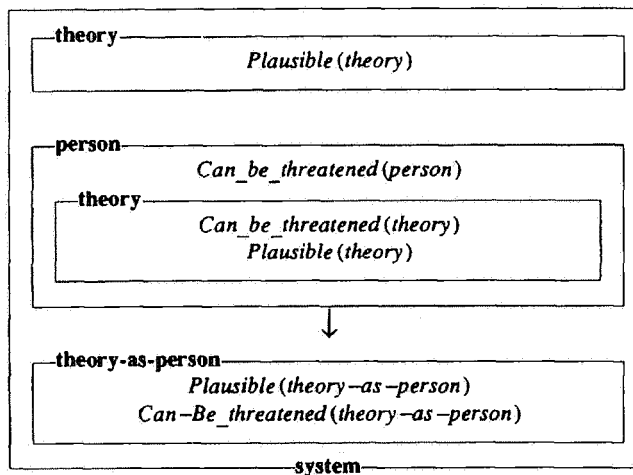 theory
Plausible(theory)
person
Can_be_threatened(person)
theory
Can_be_threatened(theory)
Plausible(theory)
↓
theory-as-person
Plausible(theory-as-person)
Can-Be_threatened(theory-as-person)
system